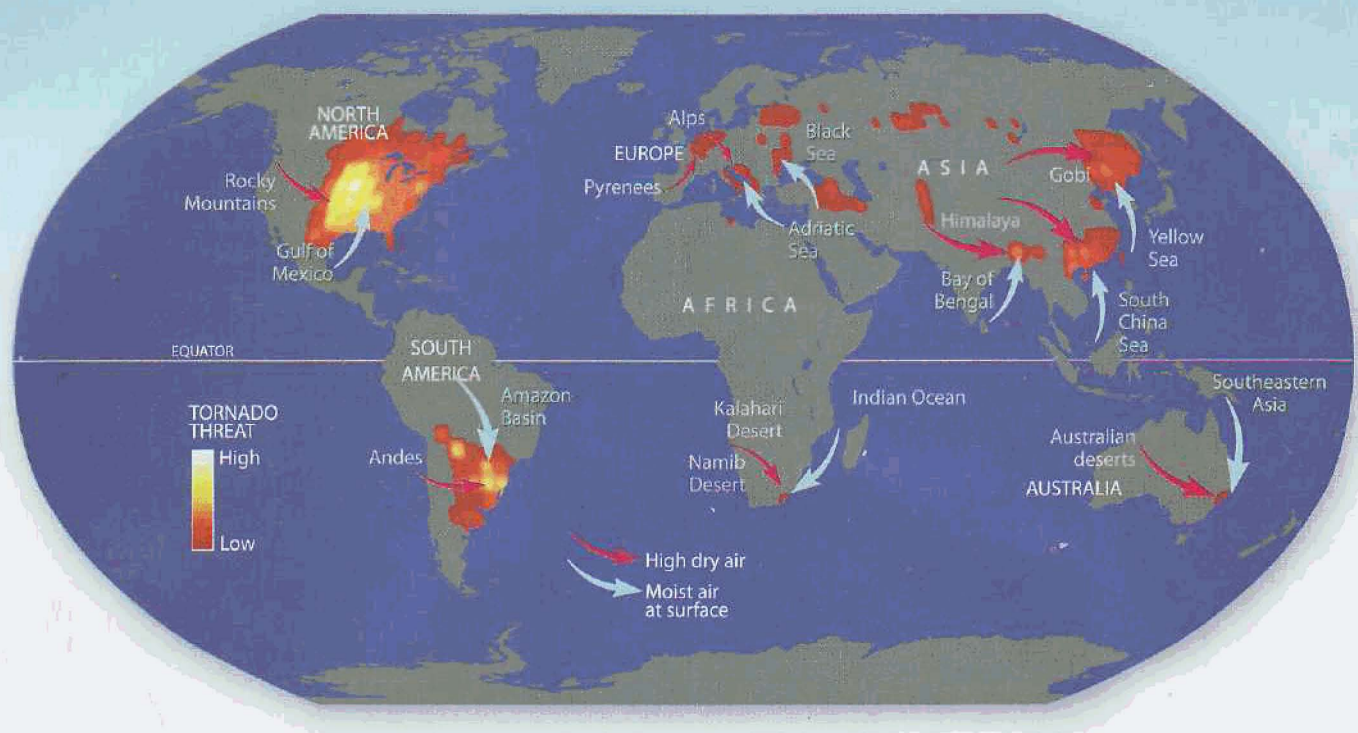 NORTH
AMERICA
Rocky
Mountains
Gulf of
Mexico
Alps
EUROPE
Pyrenees
Black
Sea
Adriatic
Sea
ASIA
Gobi
Himalaya
Yellow
Sea
Bay of
Bengal
South
China
Sea
AFRICA
EQUATOR
SOUTH
AMERICA
Amazon
Basin
Andes
Kalahari
Desert
Namib
Desert
Indian Ocean
Southeastern
Asia
Australian
deserts
AUSTRALIA
TORNADO
THREAT
High
Low
High dry air
Moist air
at surface